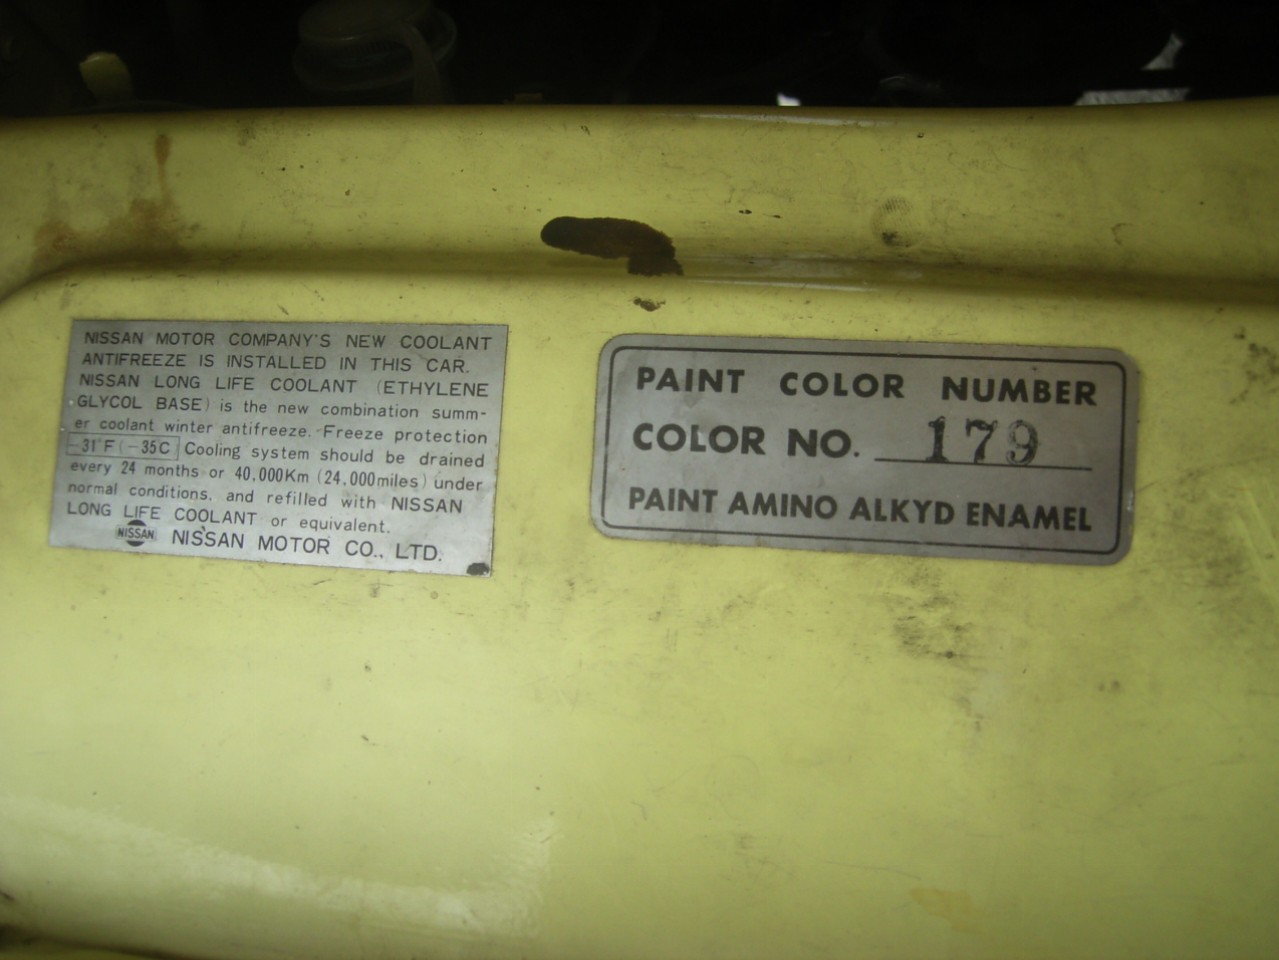 NISSAN MOTOR COMPANY'S NEW COOLANT
ANTIFREEZE IS INSTALLED IN THIS CAR.
NISSAN LONG LIFE COOLANT (ETHYLENE
GLYCOL BASE) is the new combination summ-
er coolant winter antifreeze. Freeze protection
-31°F (-35C) Cooling system should be drained
every 24 months or 40,000Km (24,000miles) under
normal conditions, and refilled with NISSAN
LONG LIFE COOLANT or equivalent.
NISSAN NISSAN MOTOR CO., LTD.
PAINT COLOR NUMBER
COLOR NO. 179
PAINT AMINO ALKYD ENAMEL